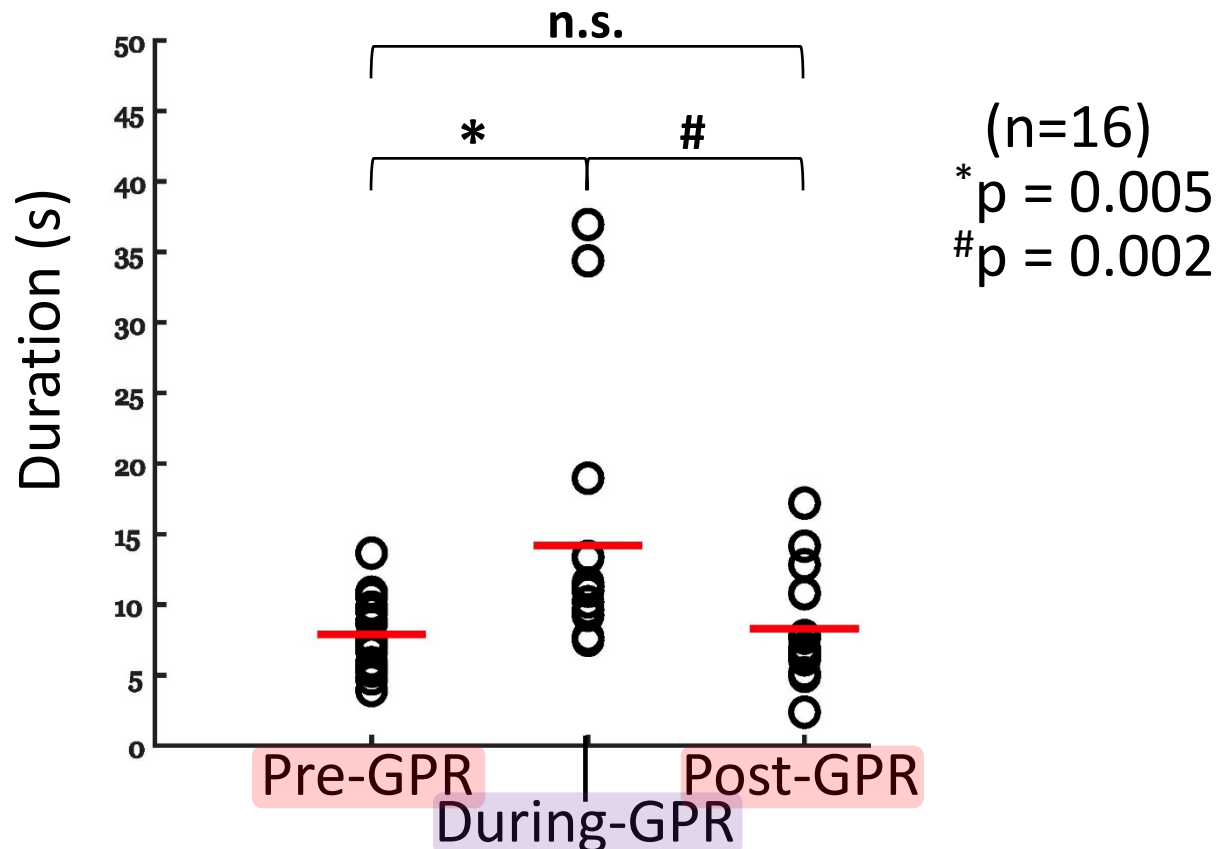 n.s.
* #
(n=16)
*p = 0.005
#p = 0.002
Duration (s)
50
45
40
35
30
25
20
15
10
5
0
Pre-GPR Post-GPR
During-GPR